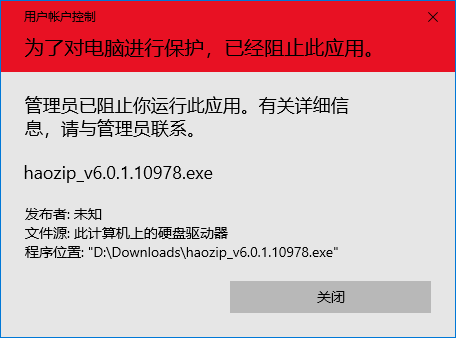 用户帐户控制
为了对电脑进行保护，已经阻止此应用。
管理员已阻止你运行此应用。有关详细信
息，请与管理员联系。
haozip_v6.0.1.10978.exe
发布者: 未知
文件源: 此计算机上的硬盘驱动器
程序位置: "D:\Downloads\haozip_v6.0.1.10978.exe"
关闭